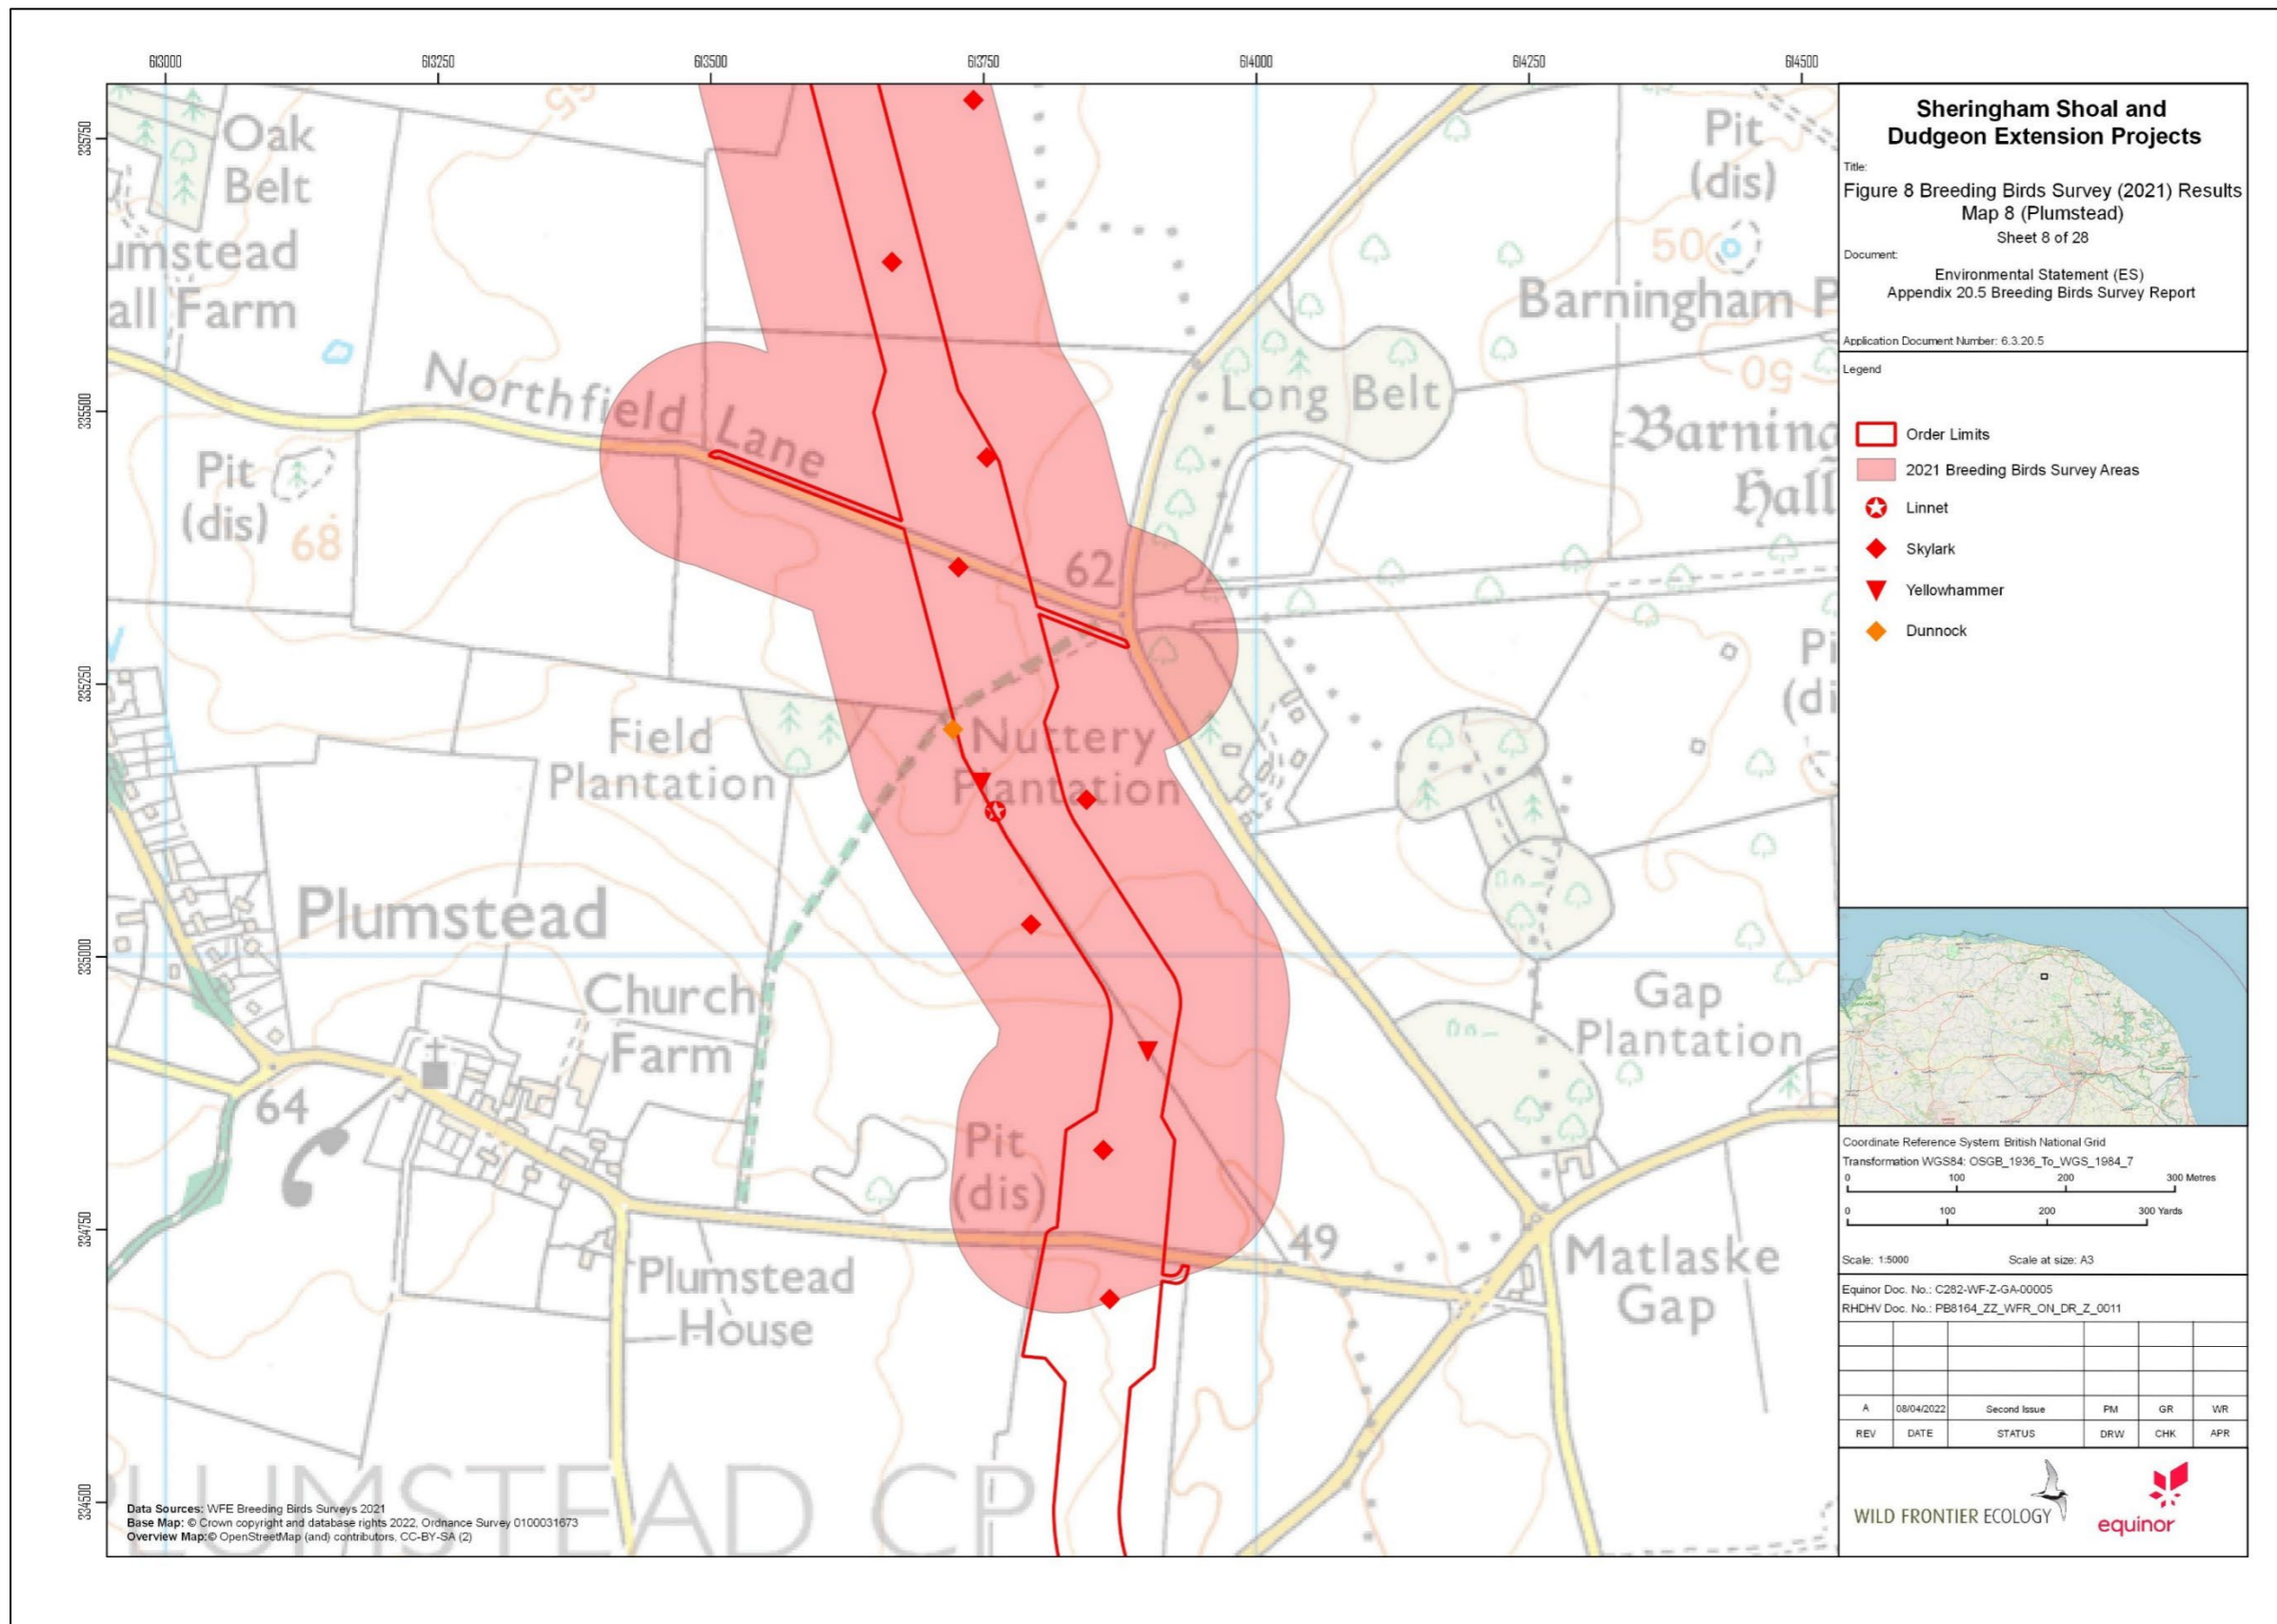 613000 613250 613500 613750 614000 614250 614500
335750
335500
335250
335000
334750
334500
65
Oak
Belt
umstead
all Farm
Northfield Lane
Pit
(dis)
68
Pit
(dis)
50
Barningham P
50
Long Belt
Barning
Hall
62
Pi
(di
Field
Plantation
Nuttery
Plantation
Plumstead
Church
Farm
Gap
Plantation
64
Pit
(dis)
49
Plumstead
House
Matlaske
Gap
PLUMSTEAD CP
Data Sources: WFE Breeding Birds Surveys 2021
Base Map: © Crown copyright and database rights 2022, Ordnance Survey 0100031673
Overview Map:© OpenStreetMap (and) contributors, CC-BY-SA (2)
Sheringham Shoal and
Dudgeon Extension Projects
Title:
Figure 8 Breeding Birds Survey (2021) Results
Map 8 (Plumstead)
Sheet 8 of 28
Document:
Environmental Statement (ES)
Appendix 20.5 Breeding Birds Survey Report
Application Document Number: 6.3.20.5
Legend
Order Limits
2021 Breeding Birds Survey Areas
Linnet
Skylark
Yellowhammer
Dunnock
Coordinate Reference System: British National Grid
Transformation WGS84: OSGB_1936_To_WGS_1984_7
0 100 200 300 Metres
0 100 200 300 Yards
Scale: 1:5000 Scale at size: A3
Equinor Doc. No.: C282-WF-Z-GA-00005
RHDHV Doc. No.: PB8164_ZZ_WFR_ON_DR_Z_0011
A 08/04/2022 Second Issue PM GR WR
REV DATE STATUS DRW CHK APR
WILD FRONTIER ECOLOGY
equinor